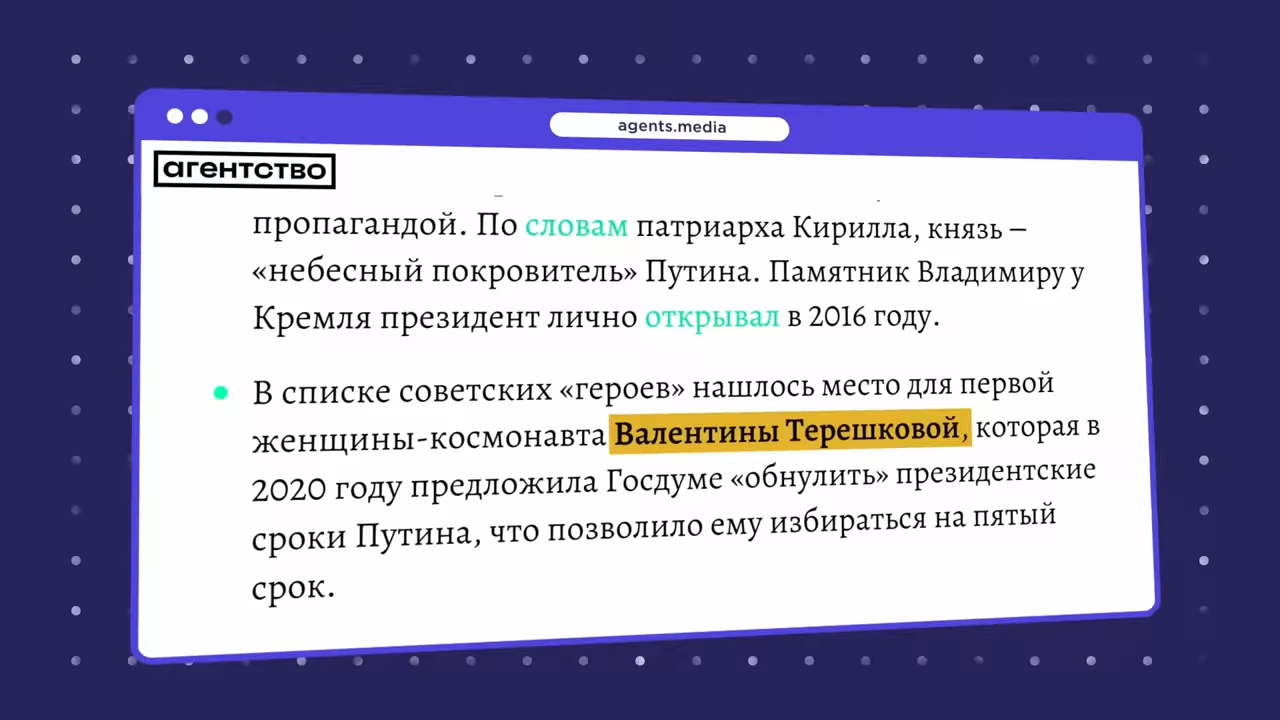 agents.media
агентство
пропагандой. По словам патриарха Кирилла, князь –
«небесный покровитель» Путина. Памятник Владимиру у
Кремля президент лично открывал в 2016 году.
В списке советских «героев» нашлось место для первой
женщины-космонавта Валентины Терешковой, которая в
2020 году предложила Госдуме «обнулить» президентские
сроки Путина, что позволило ему избираться на пятый
срок.